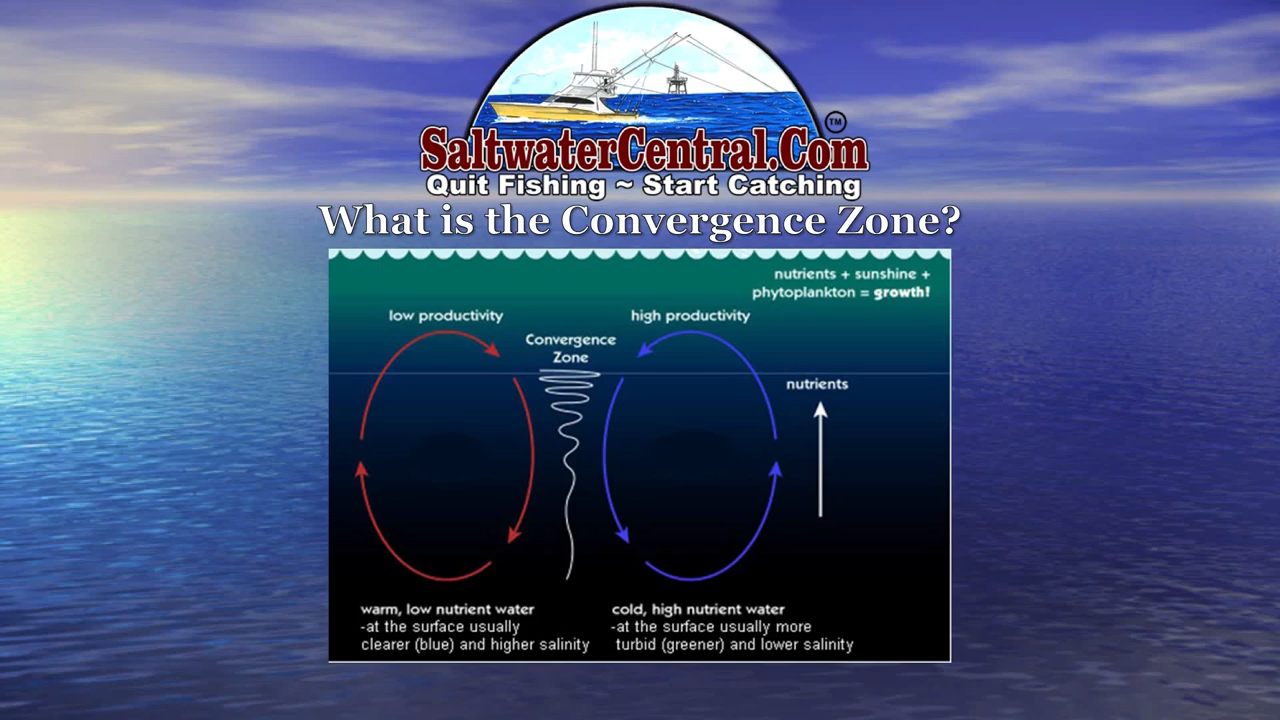 TM
SaltwaterCentral.Com
Quit Fishing ~ Start Catching
What is the Convergence Zone?
nutrients + sunshine +
phytoplankton = growth!
low productivity
high productivity
Convergence
Zone
nutrients
warm, low nutrient water
-at the surface usually
clearer (blue) and higher salinity
cold, high nutrient water
-at the surface usually more
turbid (greener) and lower salinity